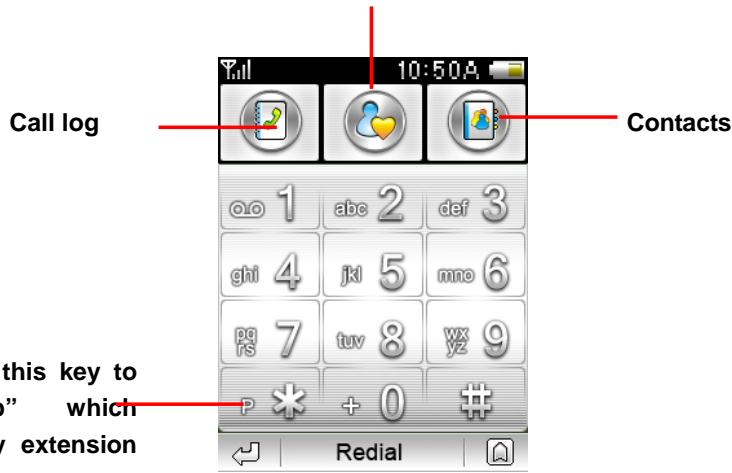 10:50A
Call log
Contacts
1
abc 2
def 3
ghi 4
jkl 5
mno 6
pq
rs 7
tuv 8
wx
yz 9
this key to
which
P * + 0 #
extension
Redial